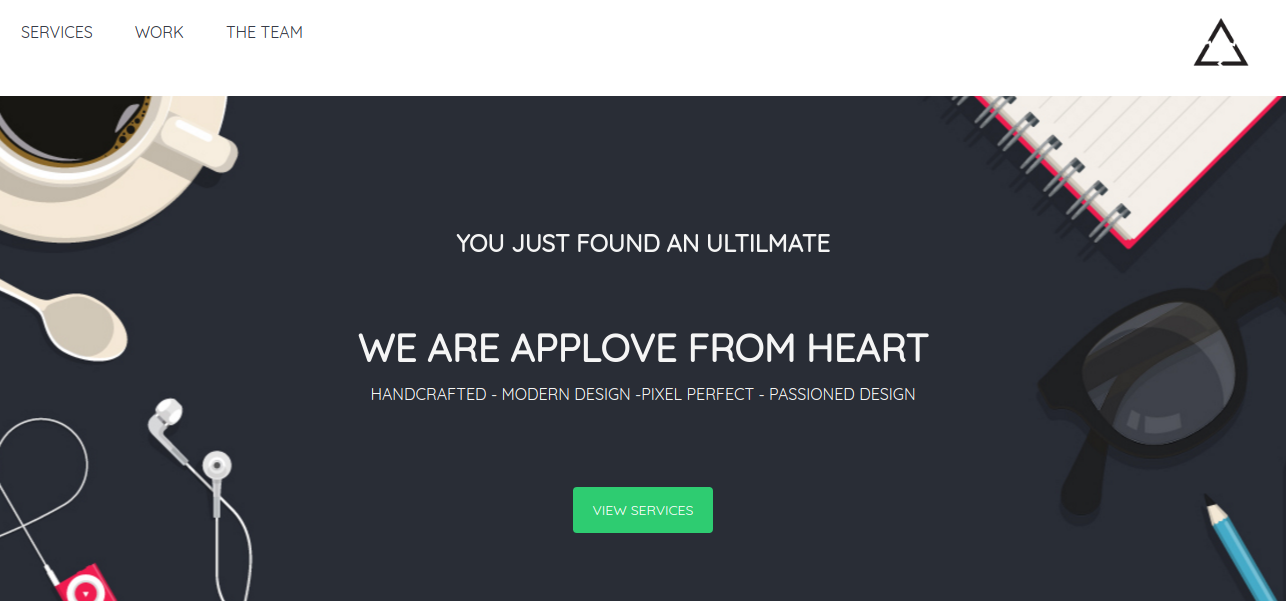 SERVICES WORK THE TEAM
YOU JUST FOUND AN ULTILMATE
WE ARE APPLOVE FROM HEART
HANDCRAFTED - MODERN DESIGN -PIXEL PERFECT - PASSIONED DESIGN
VIEW SERVICES